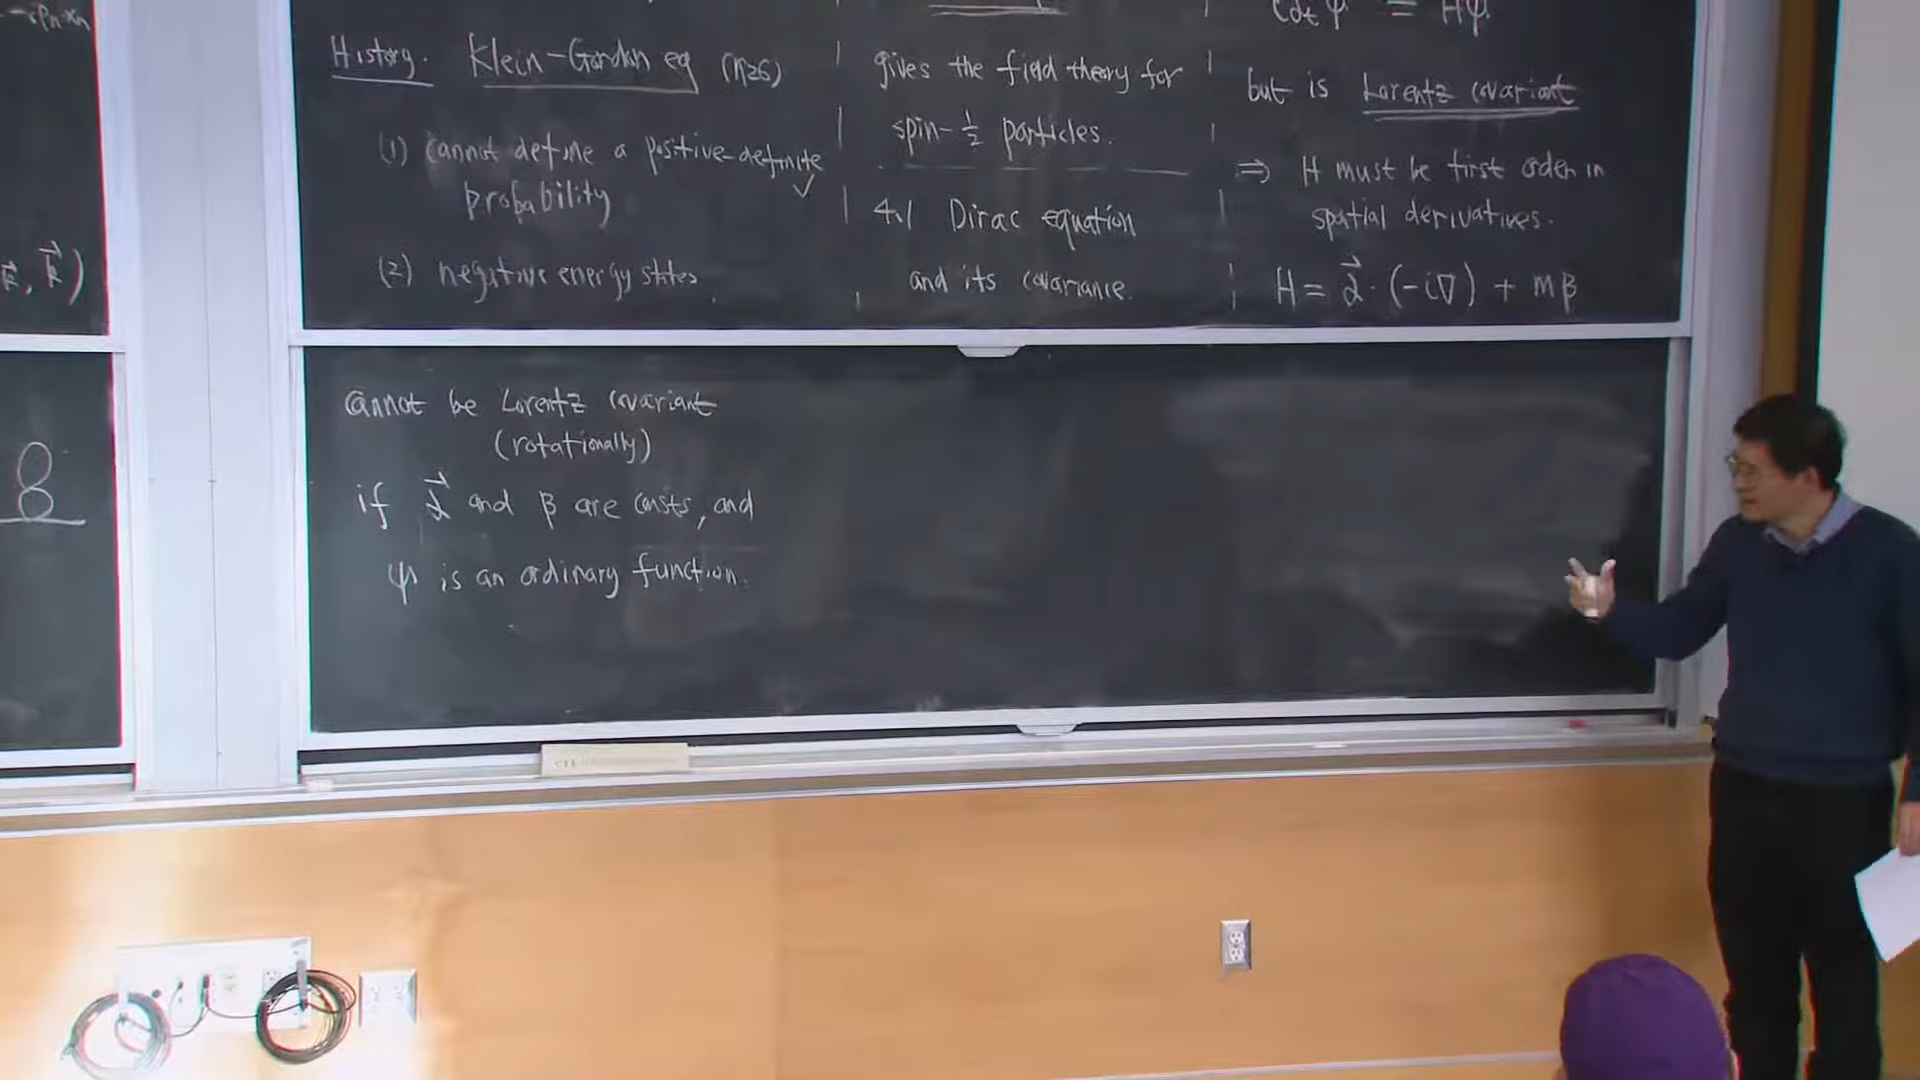 History. Klein-Gordon eq (1926)
(1) cannot define a positive-definite
probability
(2) negative energy states.
gives the field theory for
spin-½ particles.
4.1 Dirac equation
and its covariance.
i∂t ψ = Hψ.
but is Lorentz covariant
⇒ H must be first order in
spatial derivatives.
H = α⃗ · (-i∇) + mβ
k⃗)
8
cannot be Lorentz covariant
(rotationally)
if α⃗ and β are consts, and
ψ is an ordinary function.